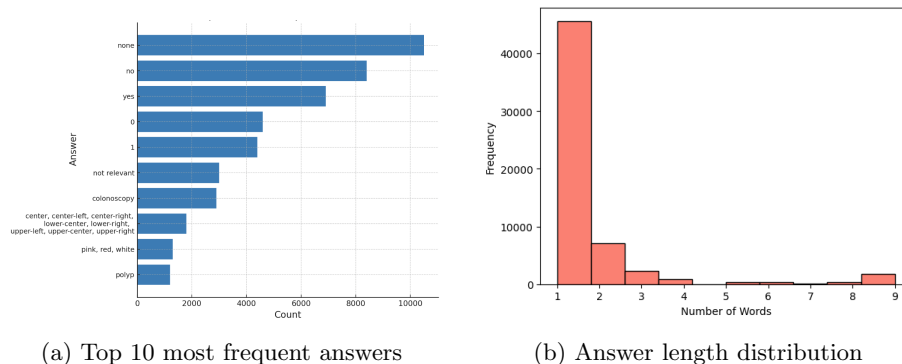 none
no
yes
0
1
not relevant
colonoscopy
center, center-left, center-right,
lower-center, lower-right,
upper-left, upper-center, upper-right
pink, red, white
polyp
Answer
0 2000 4000 6000 8000 10000
Count
40000
30000
20000
10000
0
Frequency
1 2 3 4 5 6 7 8 9
Number of Words
(a) Top 10 most frequent answers
(b) Answer length distribution